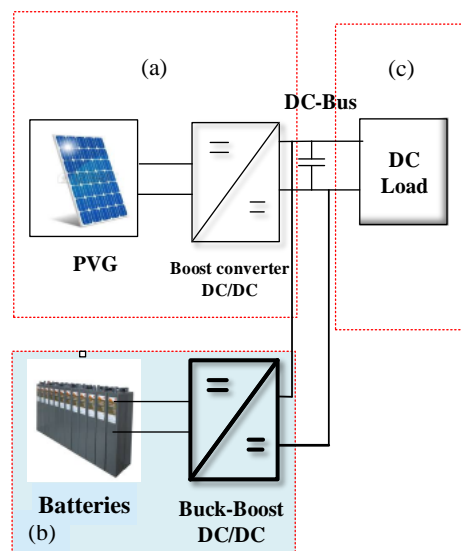 (a)
(c)
DC-Bus
DC
Load
PVG
Boost converter
DC/DC
Batteries
Buck-Boost
DC/DC
(b)